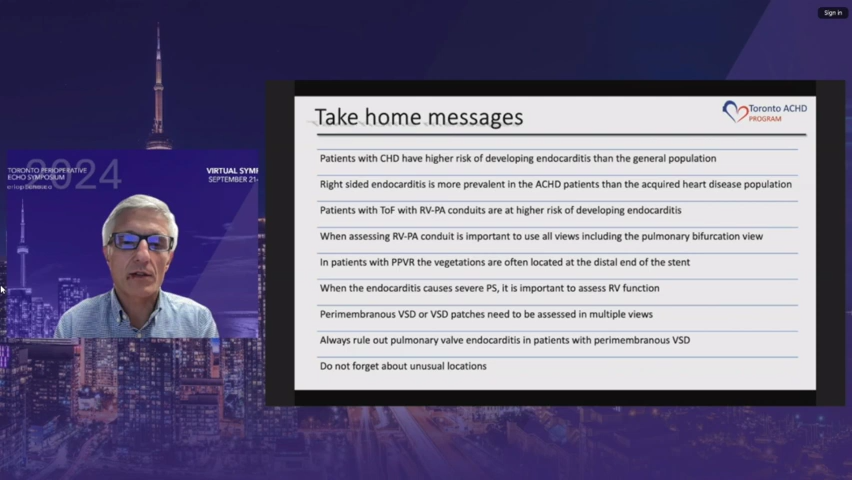 Sign in
Take home messages
Toronto ACHD
PROGRAM
Patients with CHD have higher risk of developing endocarditis than the general population
Right sided endocarditis is more prevalent in the ACHD patients than the acquired heart disease population
Patients with ToF with RV-PA conduits are at higher risk of developing endocarditis
When assessing RV-PA conduit is important to use all views including the pulmonary bifurcation view
In patients with PPVR the vegetations are often located at the distal end of the stent
When the endocarditis causes severe PS, it is important to assess RV function
Perimembranous VSD or VSD patches need to be assessed in multiple views
Always rule out pulmonary valve endocarditis in patients with perimembranous VSD
Do not forget about unusual locations
2024
TORONTO PERIOPERATIVE
ECHO SYMPOSIUM
VIRTUAL SYMP
SEPTEMBER 21-